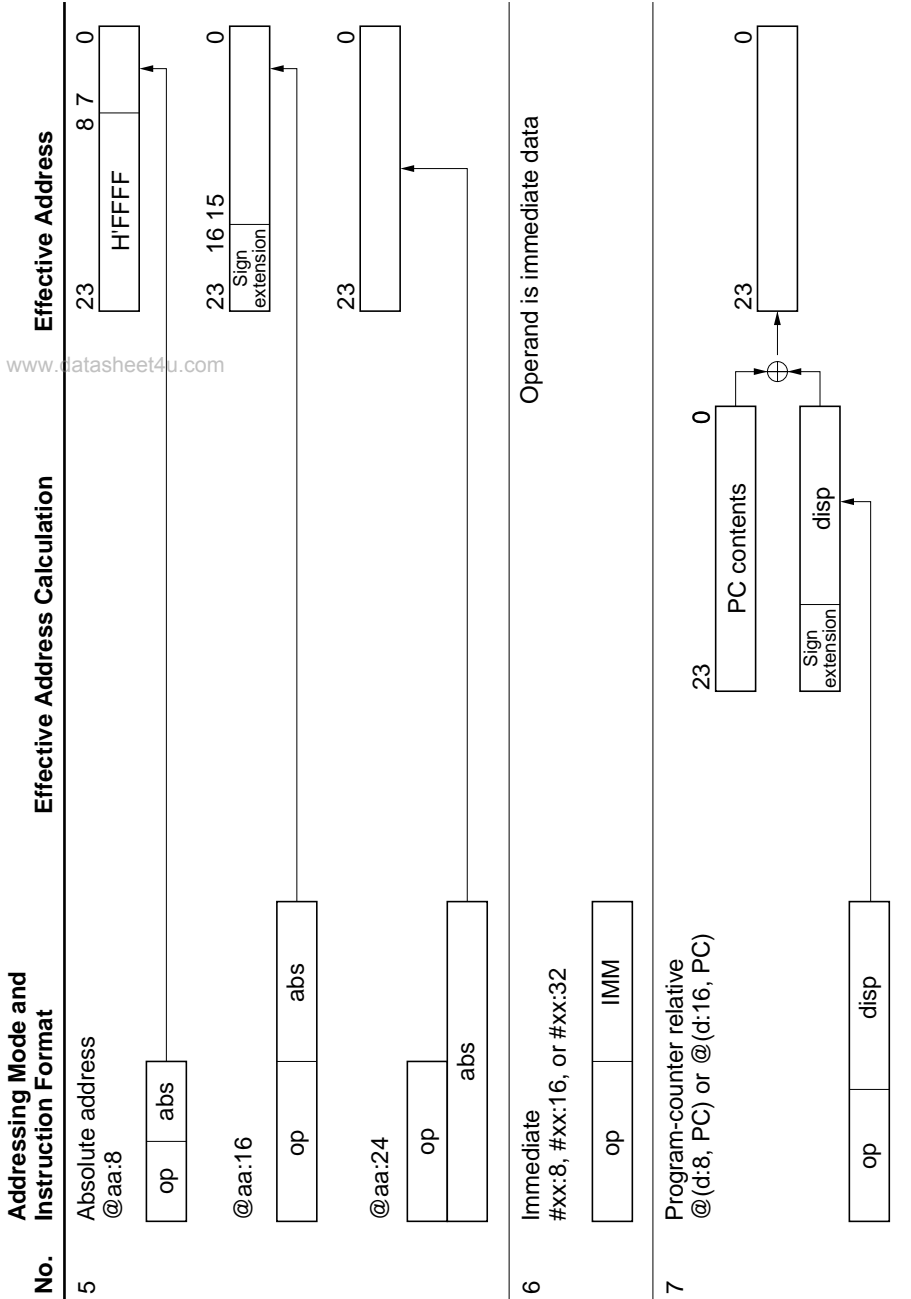 No.
Addressing Mode and
Instruction Format
Effective Address Calculation
Effective Address
5
Absolute address
@aa:8
op
abs
23
8 7
0
H'FFFF
@aa:16
op
abs
23
16 15
0
Sign
extension
@aa:24
op
abs
23
0
6
Immediate
#xx:8, #xx:16, or #xx:32
op
IMM
Operand is immediate data
7
Program-counter relative
@(d:8, PC) or @(d:16, PC)
op
disp
23
0
PC contents
Sign
extension
disp
23
0
www.datasheet4u.com